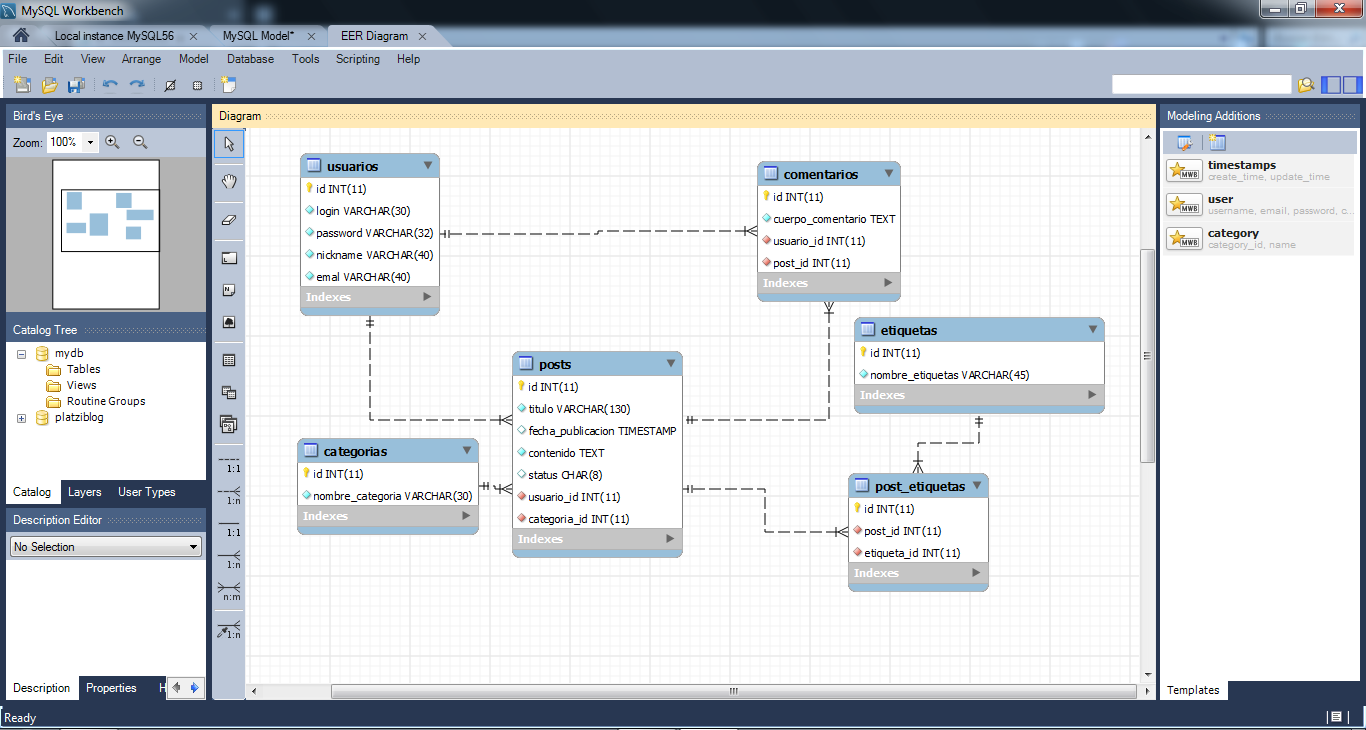 MySQL Workbench
Local instance MySQL56
MySQL Model*
EER Diagram
File Edit View Arrange Model Database Tools Scripting Help
Bird's Eye
Zoom: 100%
Catalog Tree
mydb
Tables
Views
Routine Groups
platziblog
Catalog Layers User Types
Description Editor
No Selection
Description Properties H
Ready
Diagram
1:1
1:n
1:1
1:n
n:m
1:n
usuarios
id INT(11)
login VARCHAR(30)
password VARCHAR(32)
nickname VARCHAR(40)
emal VARCHAR(40)
Indexes
comentarios
id INT(11)
cuerpo_comentario TEXT
usuario_id INT(11)
post_id INT(11)
Indexes
etiquetas
id INT(11)
nombre_etiquetas VARCHAR(45)
Indexes
posts
id INT(11)
titulo VARCHAR(130)
fecha_publicacion TIMESTAMP
contenido TEXT
status CHAR(8)
usuario_id INT(11)
categoria_id INT(11)
Indexes
categorias
id INT(11)
nombre_categoria VARCHAR(30)
Indexes
post_etiquetas
id INT(11)
post_id INT(11)
etiqueta_id INT(11)
Indexes
Modeling Additions
MWB
timestamps
create_time, update_time
MWB
user
username, email, password, c...
MWB
category
category_id, name
Templates